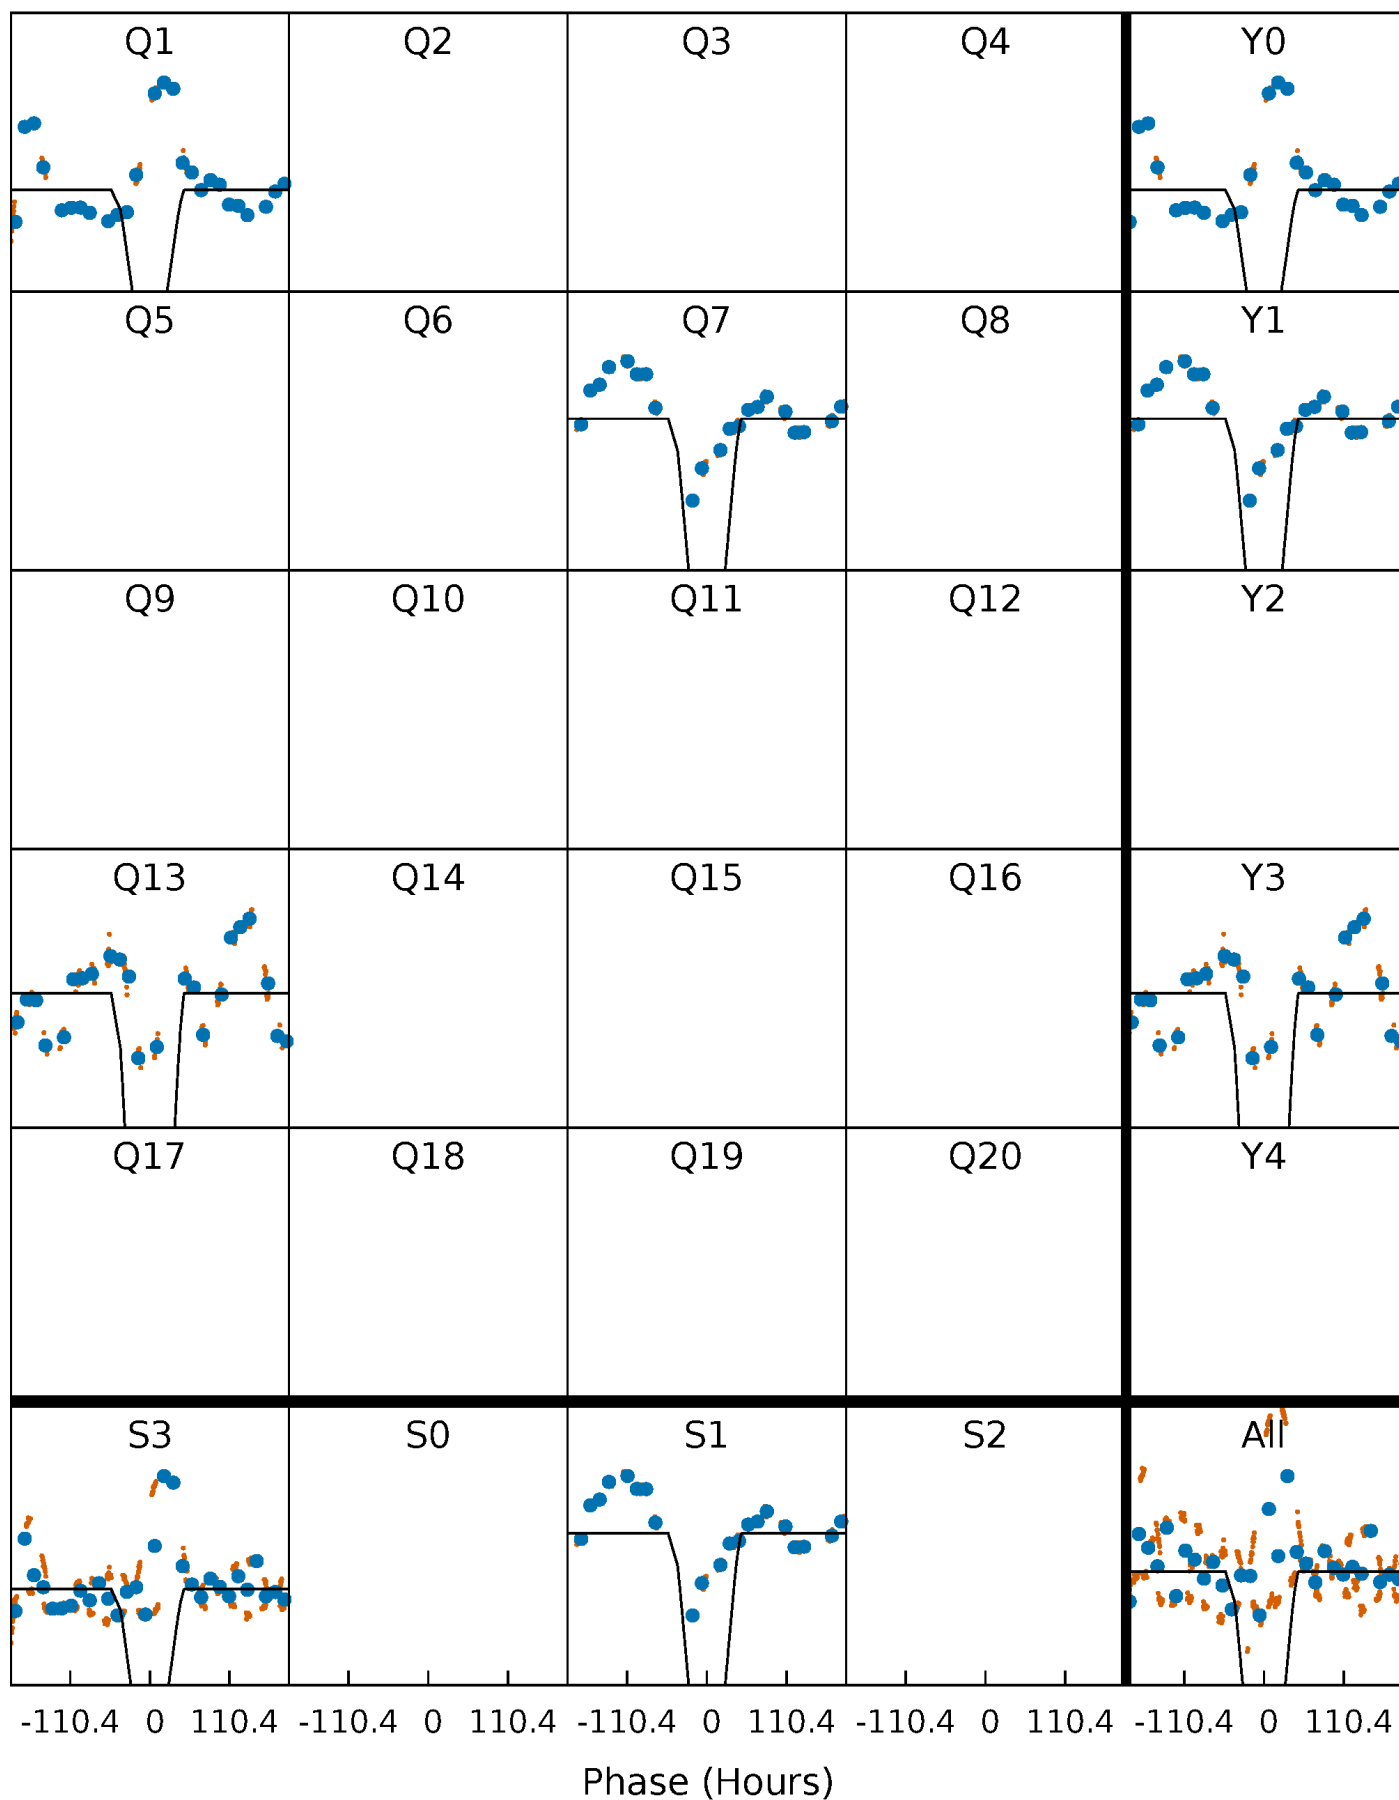 Q1 Q2 Q3 Q4 Y0
Q5 Q6 Q7 Q8 Y1
Q9 Q10 Q11 Q12 Y2
Q13 Q14 Q15 Q16 Y3
Q17 Q18 Q19 Q20 Y4
S3 S0 S1 S2 All
-110.4 0 110.4 -110.4 0 110.4 -110.4 0 110.4 -110.4 0 110.4 -110.4 0 110.4
Phase (Hours)